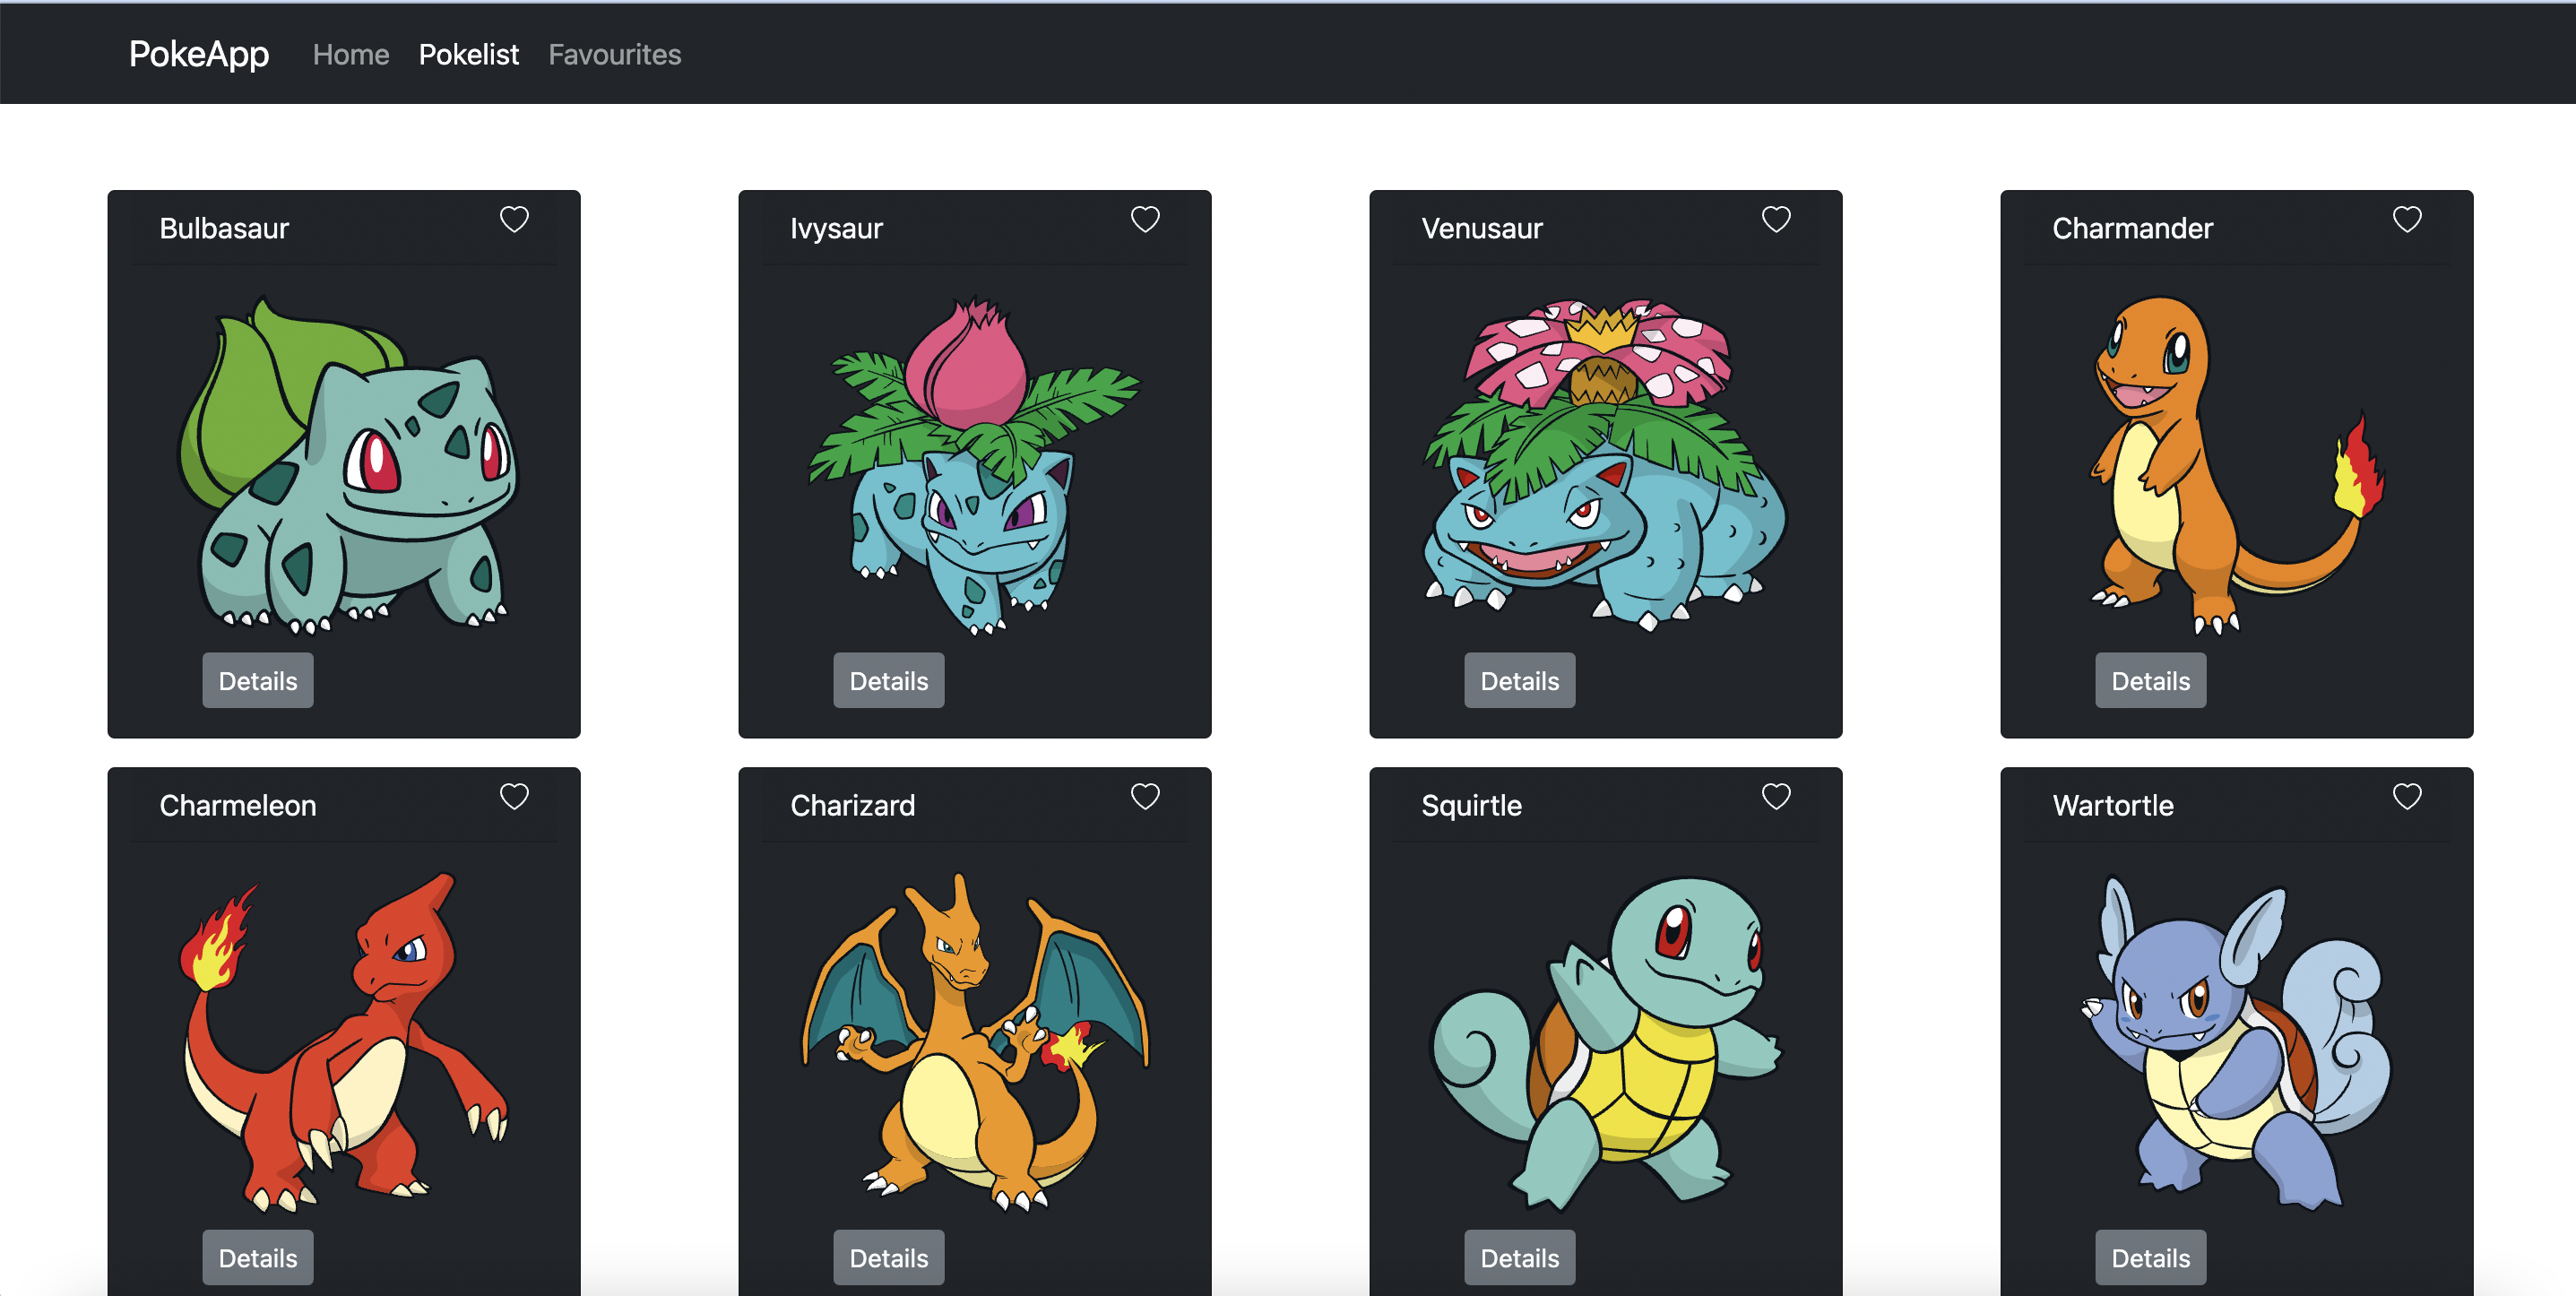 PokeApp Home Pokelist Favourites
Bulbasaur
Ivysaur
Venusaur
Charmander
Details
Details
Details
Details
Charmeleon
Charizard
Squirtle
Wartortle
Details
Details
Details
Details